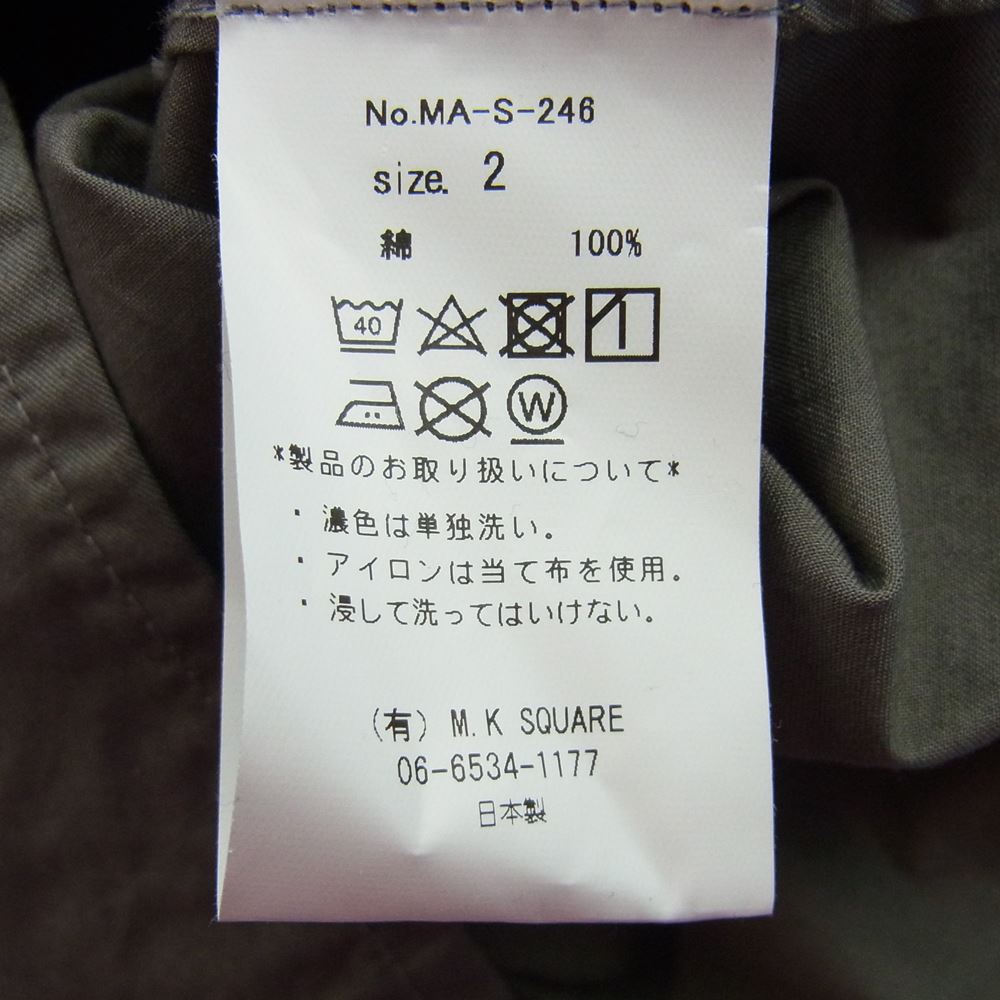 No.MA-S-246
size. 2
綿 100%
40
W
*製品のお取り扱いについて*
・濃色は単独洗い。
・アイロンは当て布を使用。
・浸して洗ってはいけない。
(有) M.K SQUARE
06-6534-1177
日本製